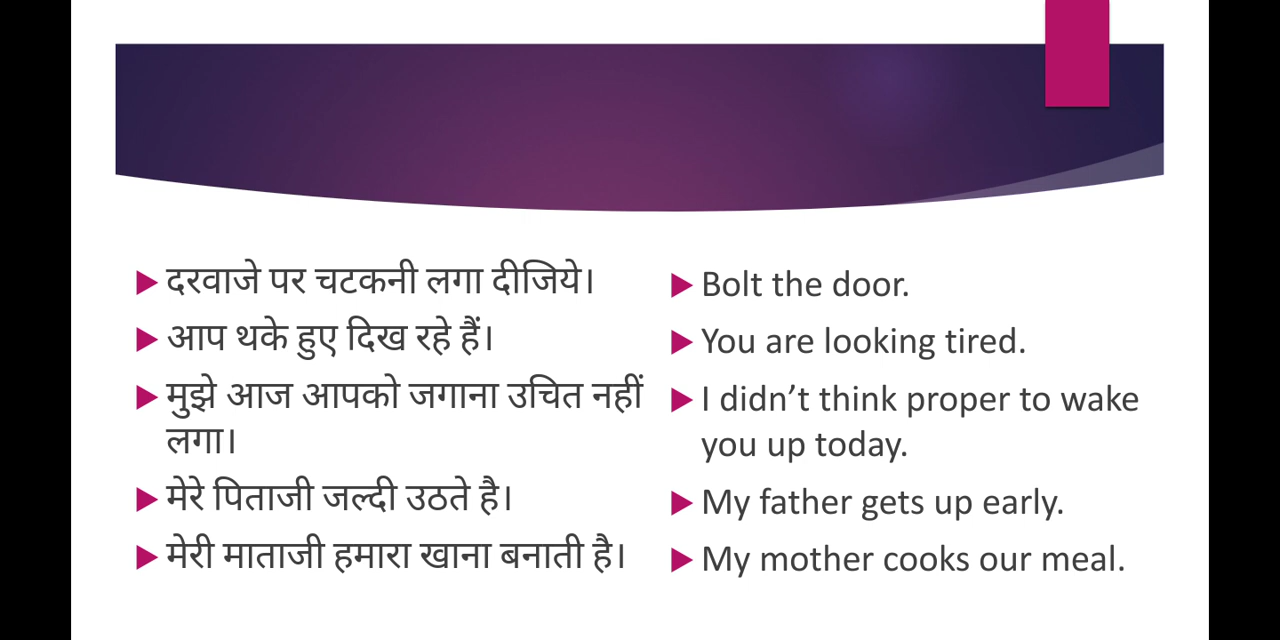 दरवाजे पर चटकनी लगा दीजिये।
आप थके हुए दिख रहे हैं।
मुझे आज आपको जगाना उचित नहीं
लगा।
मेरे पिताजी जल्दी उठते है।
मेरी माताजी हमारा खाना बनाती है।
Bolt the door.
You are looking tired.
I didn’t think proper to wake
you up today.
My father gets up early.
My mother cooks our meal.